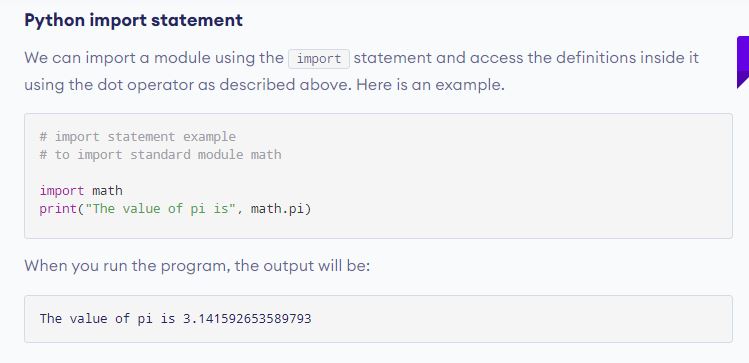 Python import statement
We can import a module using the import statement and access the definitions inside it
using the dot operator as described above. Here is an example.
# import statement example
# to import standard module math
import math
print("The value of pi is", math.pi)
When you run the program, the output will be:
The value of pi is 3.141592653589793